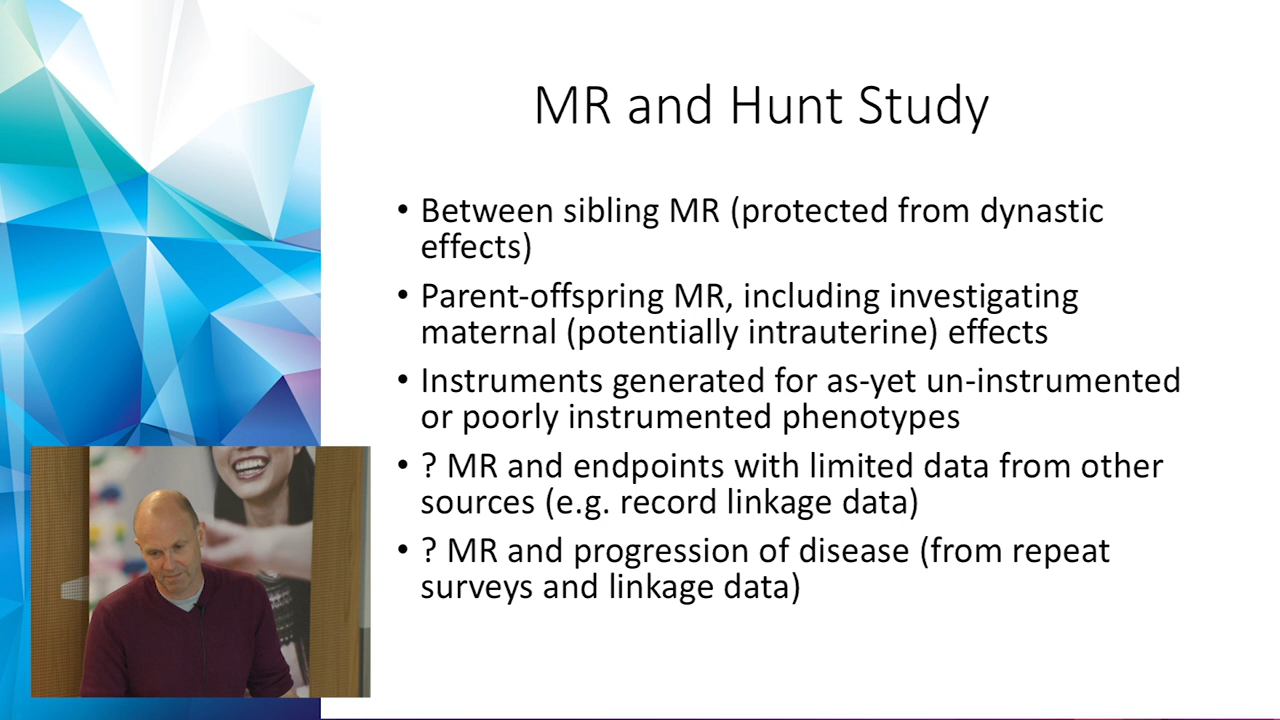 MR and Hunt Study
• Between sibling MR (protected from dynastic
effects)
• Parent-offspring MR, including investigating
maternal (potentially intrauterine) effects
• Instruments generated for as-yet un-instrumented
or poorly instrumented phenotypes
• ? MR and endpoints with limited data from other
sources (e.g. record linkage data)
• ? MR and progression of disease (from repeat
surveys and linkage data)